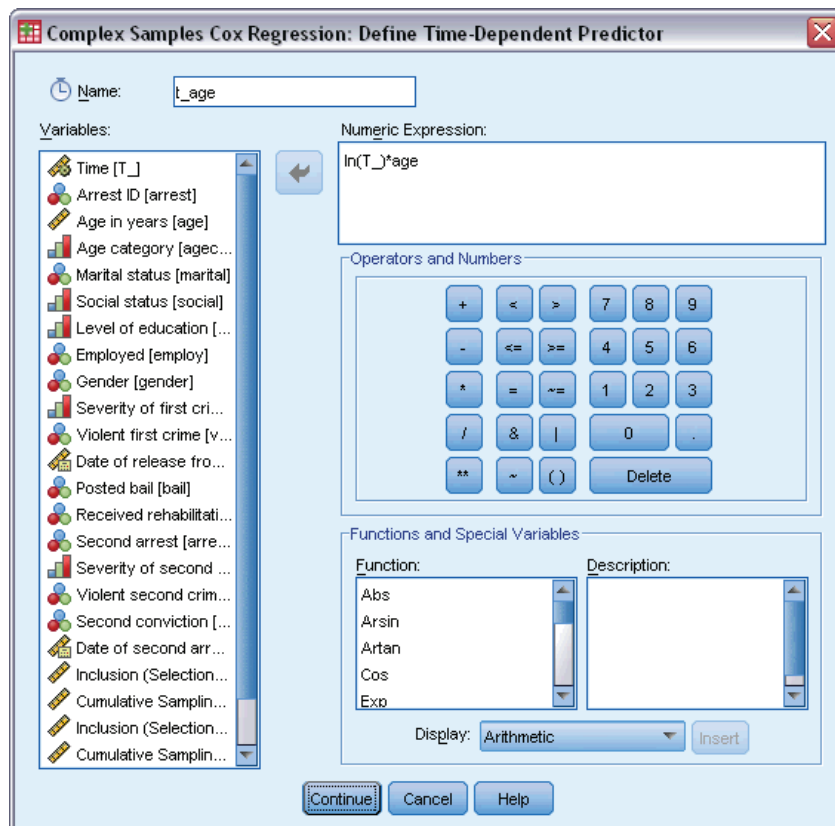 Complex Samples Cox Regression: Define Time-Dependent Predictor
Name: t_age
Variables:
Time [T_]
Arrest ID [arrest]
Age in years [age]
Age category [agec...
Marital status [marital]
Social status [social]
Level of education [...
Employed [employ]
Gender [gender]
Severity of first cri...
Violent first crime [v...
Date of release fro...
Posted bail [bail]
Received rehabilitati...
Second arrest [arre...
Severity of second ...
Violent second crim...
Second conviction [...
Date of second arr...
Inclusion (Selection...
Cumulative Samplin...
Inclusion (Selection...
Cumulative Samplin...
Numeric Expression:
ln(T_)*age
Operators and Numbers
+ < > 7 8 9
- <= >= 4 5 6
* = ~= 1 2 3
/ & | 0 .
** ~ ( ) Delete
Functions and Special Variables
Function:
Abs
Arsin
Artan
Cos
Exp
Description:
Display: Arithmetic Insert
Continue Cancel Help